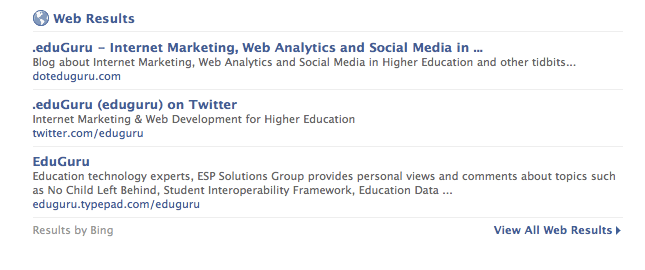 Web Results
.eduGuru – Internet Marketing, Web Analytics and Social Media in ...
Blog about Internet Marketing, Web Analytics and Social Media in Higher Education and other tidbits...
doteduguru.com
.eduGuru (eduguru) on Twitter
Internet Marketing & Web Development for Higher Education
twitter.com/eduguru
EduGuru
Education technology experts, ESP Solutions Group provides personal views and comments about topics such
as No Child Left Behind, Student Interoperability Framework, Education Data ...
eduguru.typepad.com/eduguru
Results by Bing
View All Web Results